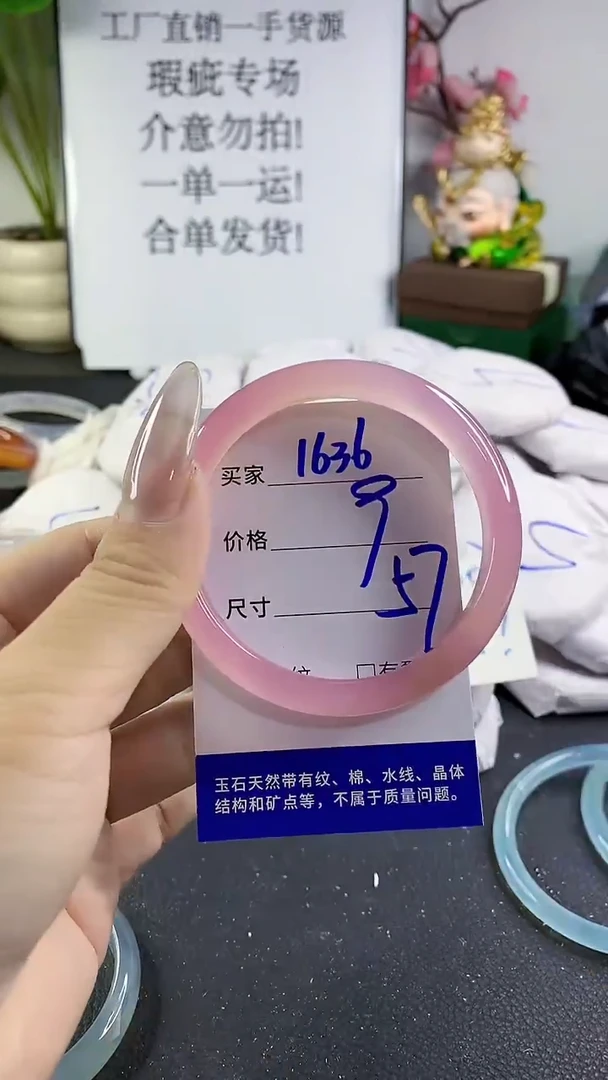 工厂直销一手货源
瑕疵专场
介意勿拍!
一单一运!
合单发货!
买家 1636
价格 9
尺寸 57
纹 □有
玉石天然带有纹、棉、水线、晶体
结构和矿点等，不属于质量问题。